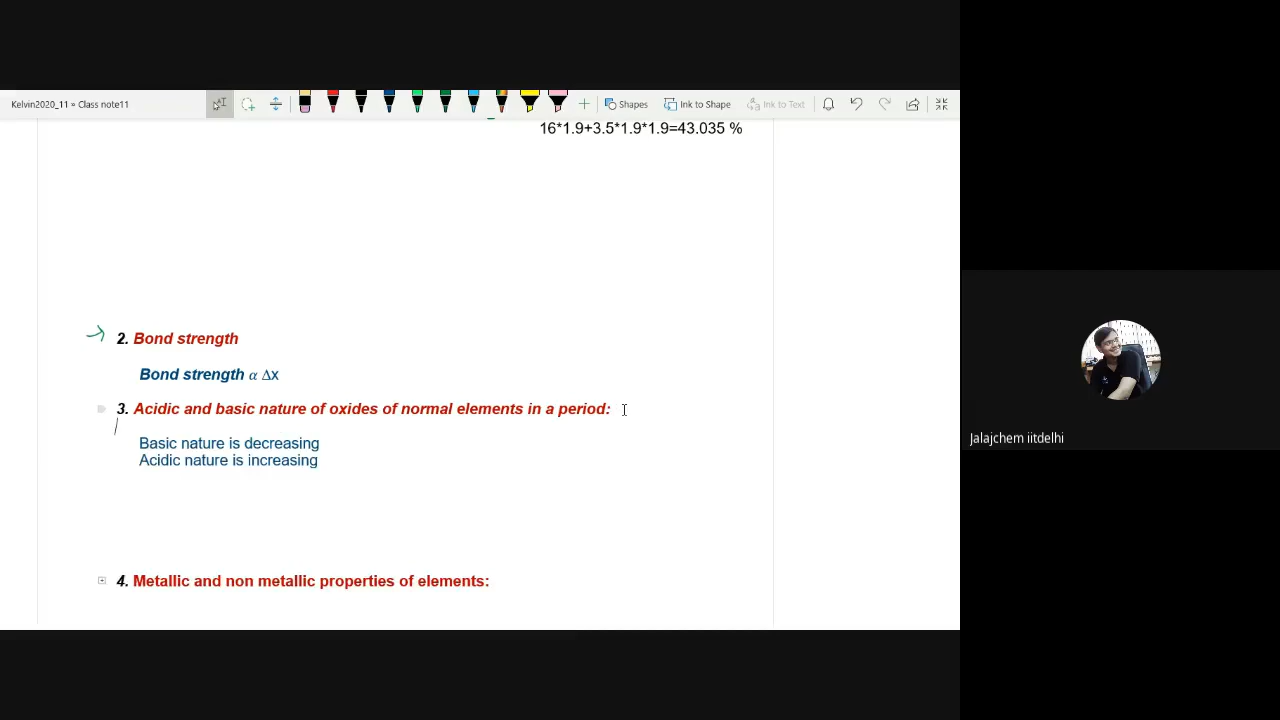 Kelvin2020_11 » Class note11
Shapes
Ink to Shape
Ink to Text
16*1.9+3.5*1.9*1.9=43.035 %
2. Bond strength
Bond strength α Δx
3. Acidic and basic nature of oxides of normal elements in a period:
Basic nature is decreasing
Acidic nature is increasing
4. Metallic and non metallic properties of elements:
Jalajchem iitdelhi